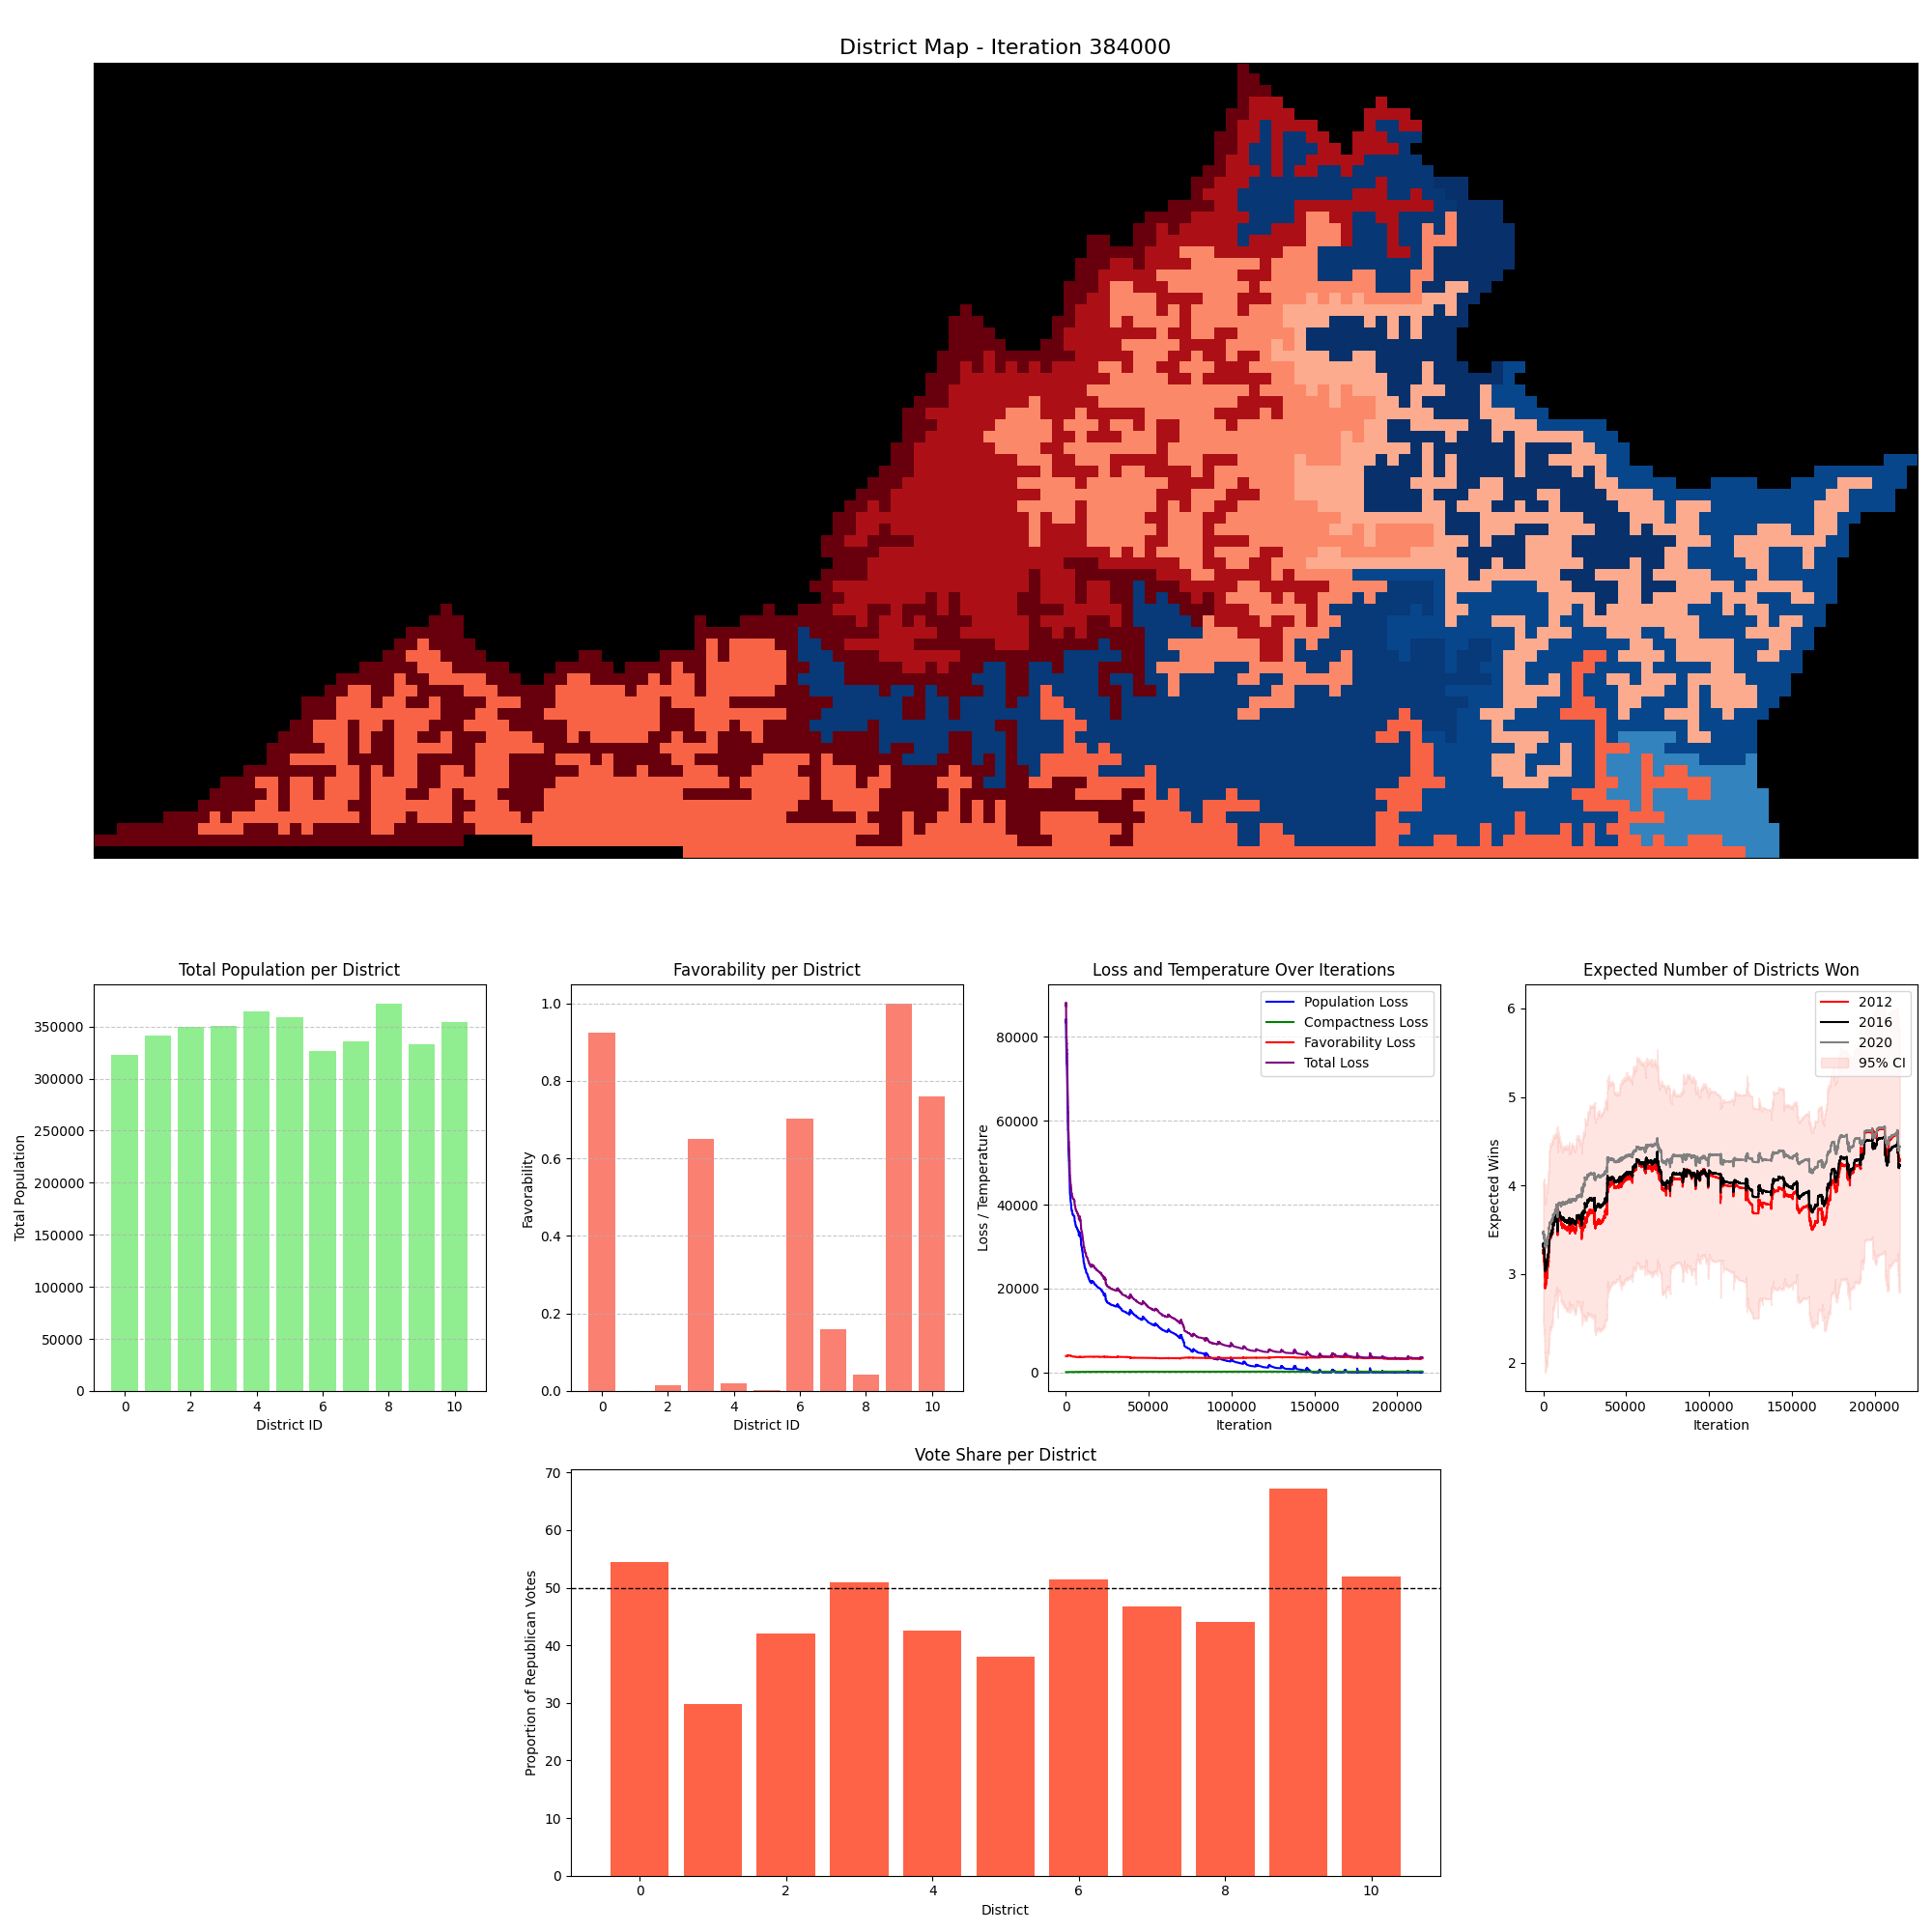 District Map - Iteration 384000
Total Population per District
Total Population
350000
300000
250000
200000
150000
100000
50000
0
0 2 4 6 8 10
District ID
Favorability per District
Favorability
1.0
0.8
0.6
0.4
0.2
0.0
0 2 4 6 8 10
District ID
Loss and Temperature Over Iterations
Loss / Temperature
80000
60000
40000
20000
0
Population Loss
Compactness Loss
Favorability Loss
Total Loss
0 50000 100000 150000 200000
Iteration
Expected Number of Districts Won
Expected Wins
6
5
4
3
2
2012
2016
2020
95% CI
0 50000 100000 150000 200000
Iteration
Vote Share per District
Proportion of Republican Votes
70
60
50
40
30
20
10
0
0 2 4 6 8 10
District